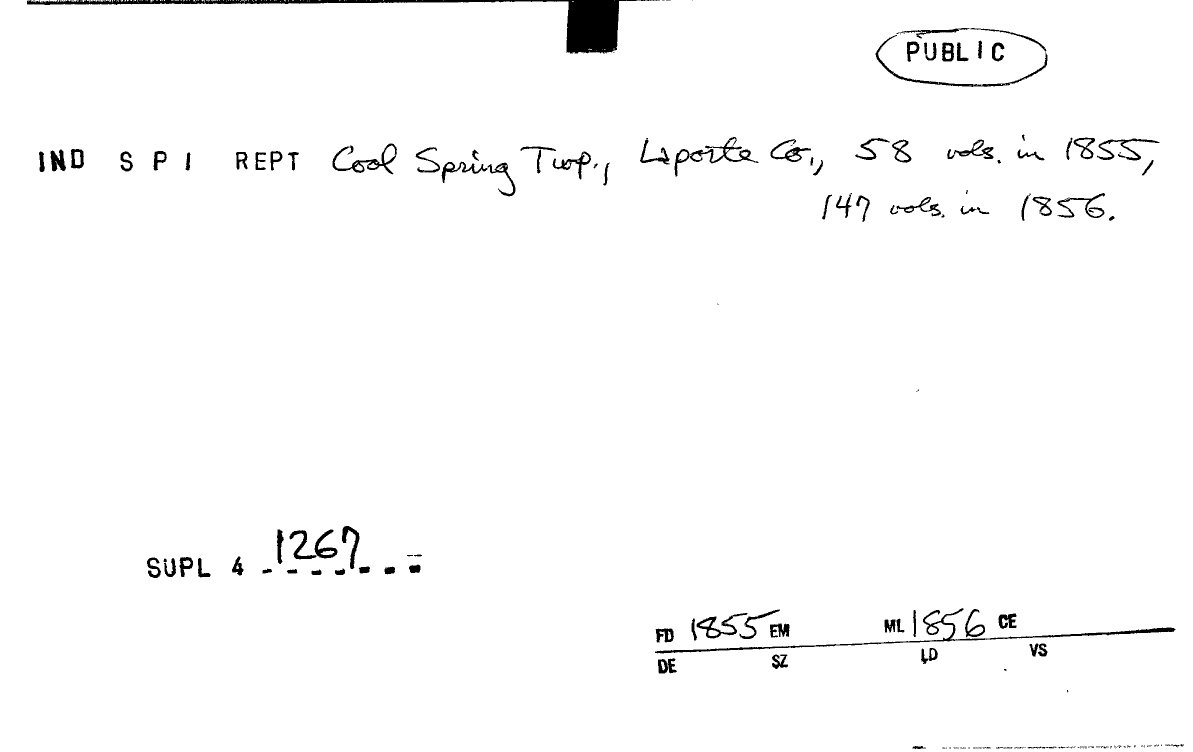 PUBLIC
IND S P I REPT Cool Spring Twp., Laporte Co., 58 vols. in 1855,
147 vols. in 1856.
SUPL 4 1267
FD 1855 EM ML 1856 CE
DE SZ LD VS